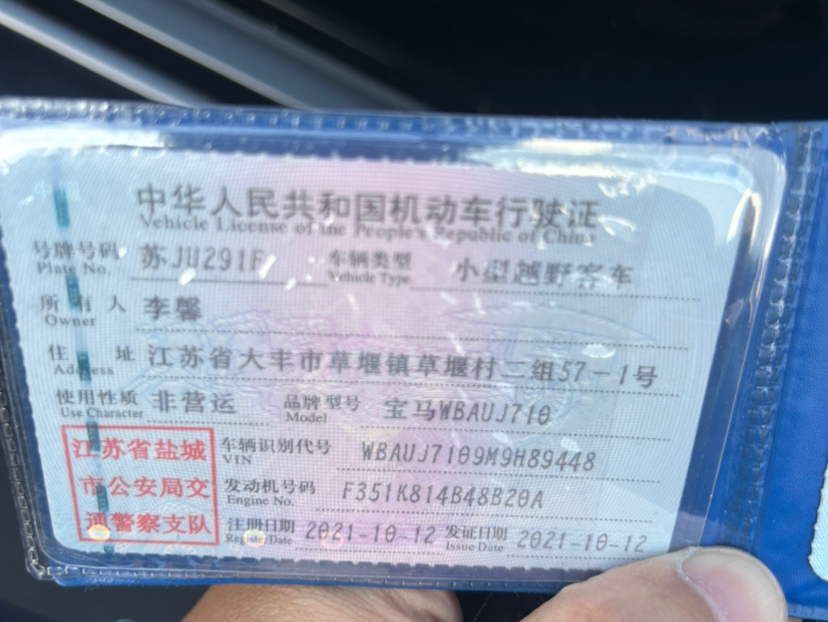 中华人民共和国机动车行驶证
Vehicle License of the People's Republic of China
号牌号码 苏JU291F 车辆类型 小型越野客车
Plate No. Vehicle Type
所有人 李馨
Owner
住址 江苏省大丰市草堰镇草堰村二组57-1号
Address
使用性质 非营运 品牌型号 宝马WBAUJ710
Use Character Model
江苏省盐城 车辆识别代号 WBAUJ7109M9H89448
VIN
市公安局交 发动机号码 F351K814B48B20A
Engine No.
通警察支队 注册日期 2021-10-12 发证日期 2021-10-12
Register Date Issue Date